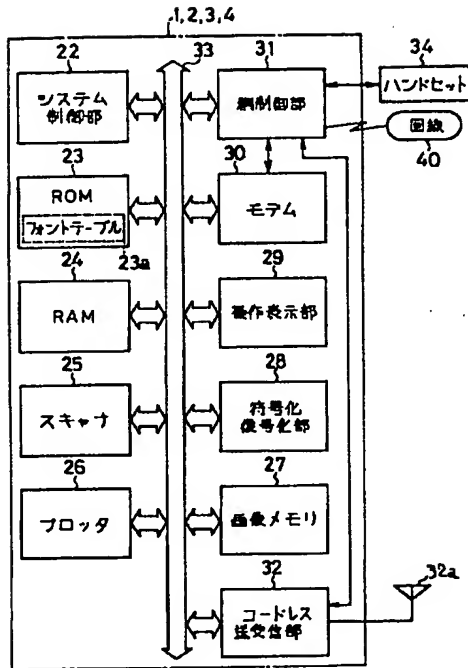 1,2,3,4
22
33
31
34
システム
制御部
網制御部
ハンドセット
回線
40
23
30
ROM
フォントテーブル
23a
モデム
24
29
RAM
操作表示部
25
28
スキャナ
符号化
復号化部
26
27
プロッタ
画像メモリ
32
32a
コードレス
送受信部